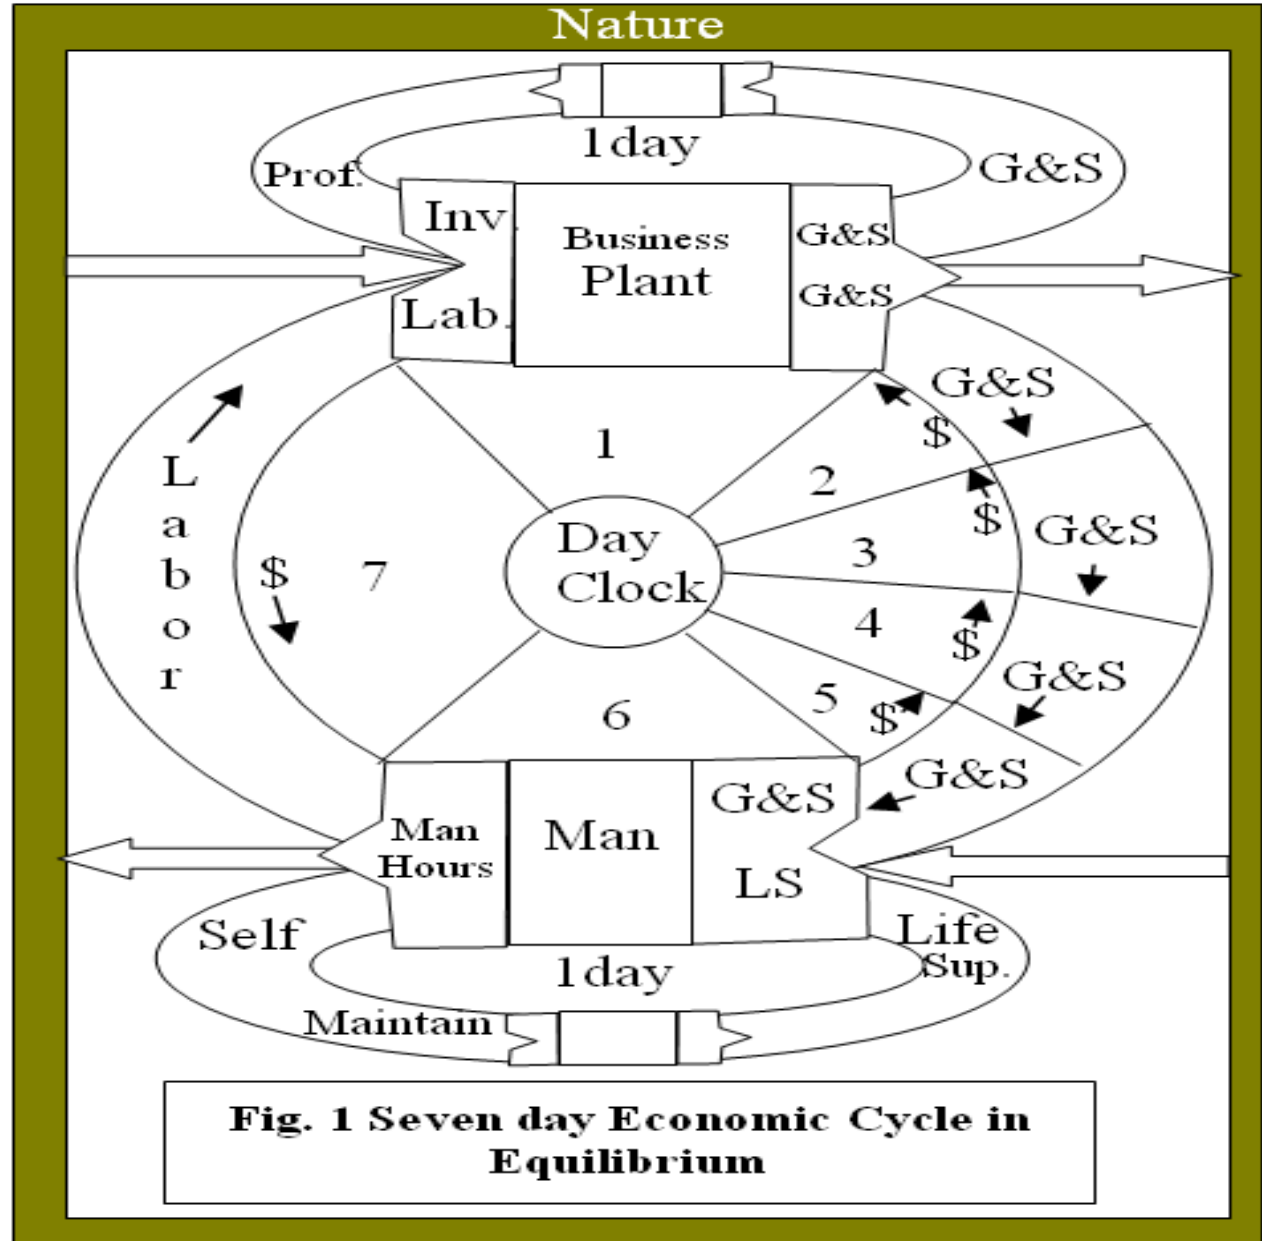 Nature
1day
Prof.
G&S
Inv.
Business
Plant
G&S
G&S
Lab.
G&S
$
1
2
$
G&S
Day
Clock
3
Labor
$
7
4
$
G&S
5
$
6
G&S
Man
Hours
Man
G&S
LS
Self
Life
Sup.
1day
Maintain
Fig. 1 Seven day Economic Cycle in
Equilibrium